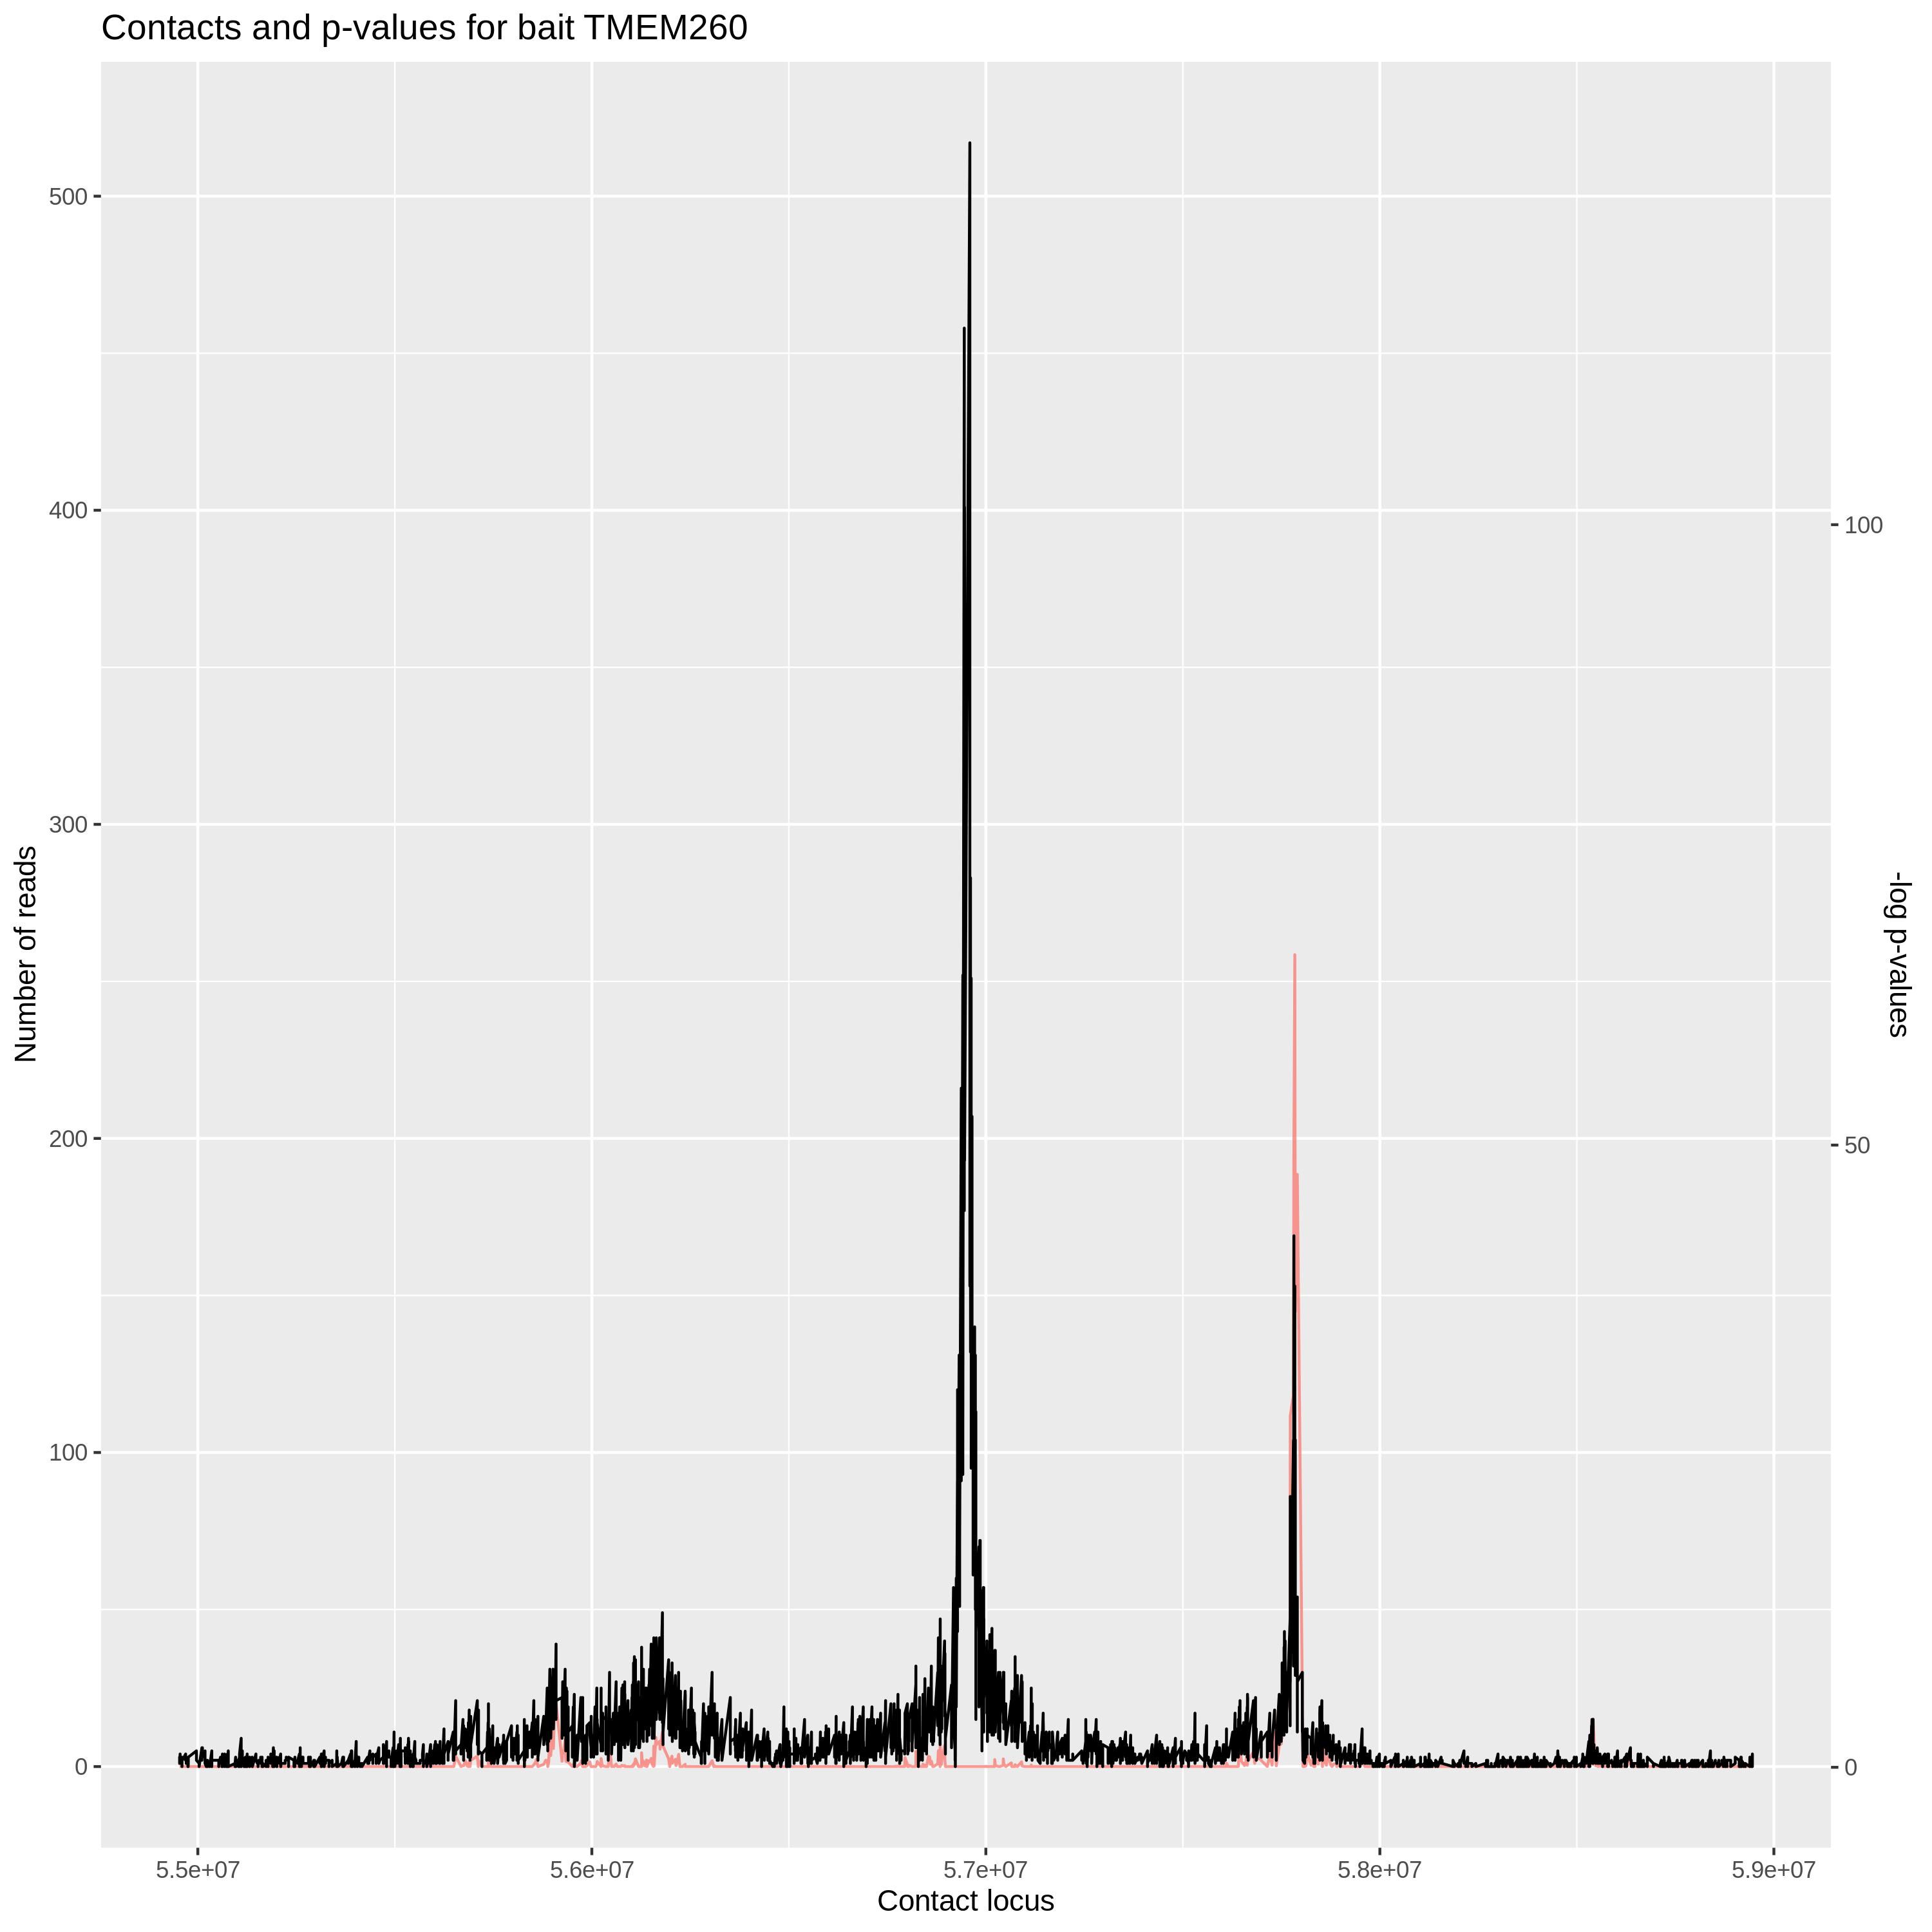 Contacts and p-values for bait TMEM260
500
400
300
200
100
0
Number of reads
100
50
0
-log p-values
5.5e+07
5.6e+07
5.7e+07
5.8e+07
5.9e+07
Contact locus